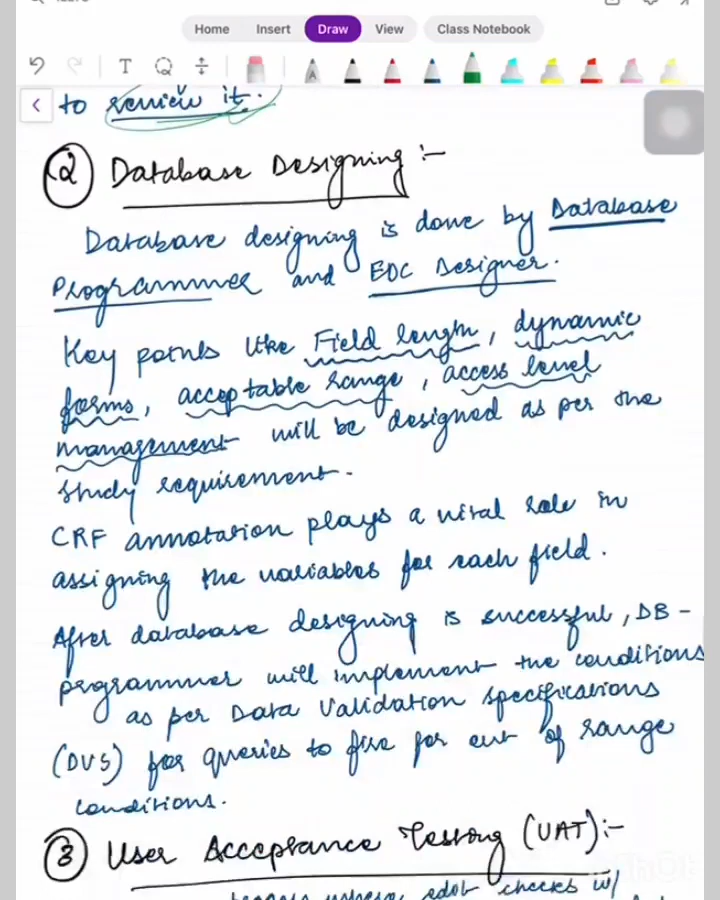 Home Insert Draw View Class Notebook
to review it.
② Database Designing :-
Database designing is done by Database
Programmer and EDC Designer.
Key points like Field length, dynamic
forms, acceptable range, access level
management will be designed as per the
study requirement.
CRF annotation plays a vital role in
assigning the variables for each field.
After database designing is successful, DB-
programmer will implement the conditions
as per Data Validation specifications
(DVS) for queries to fire for out of range
conditions.
③ User Acceptance Testing (UAT):-
where edit checks w/